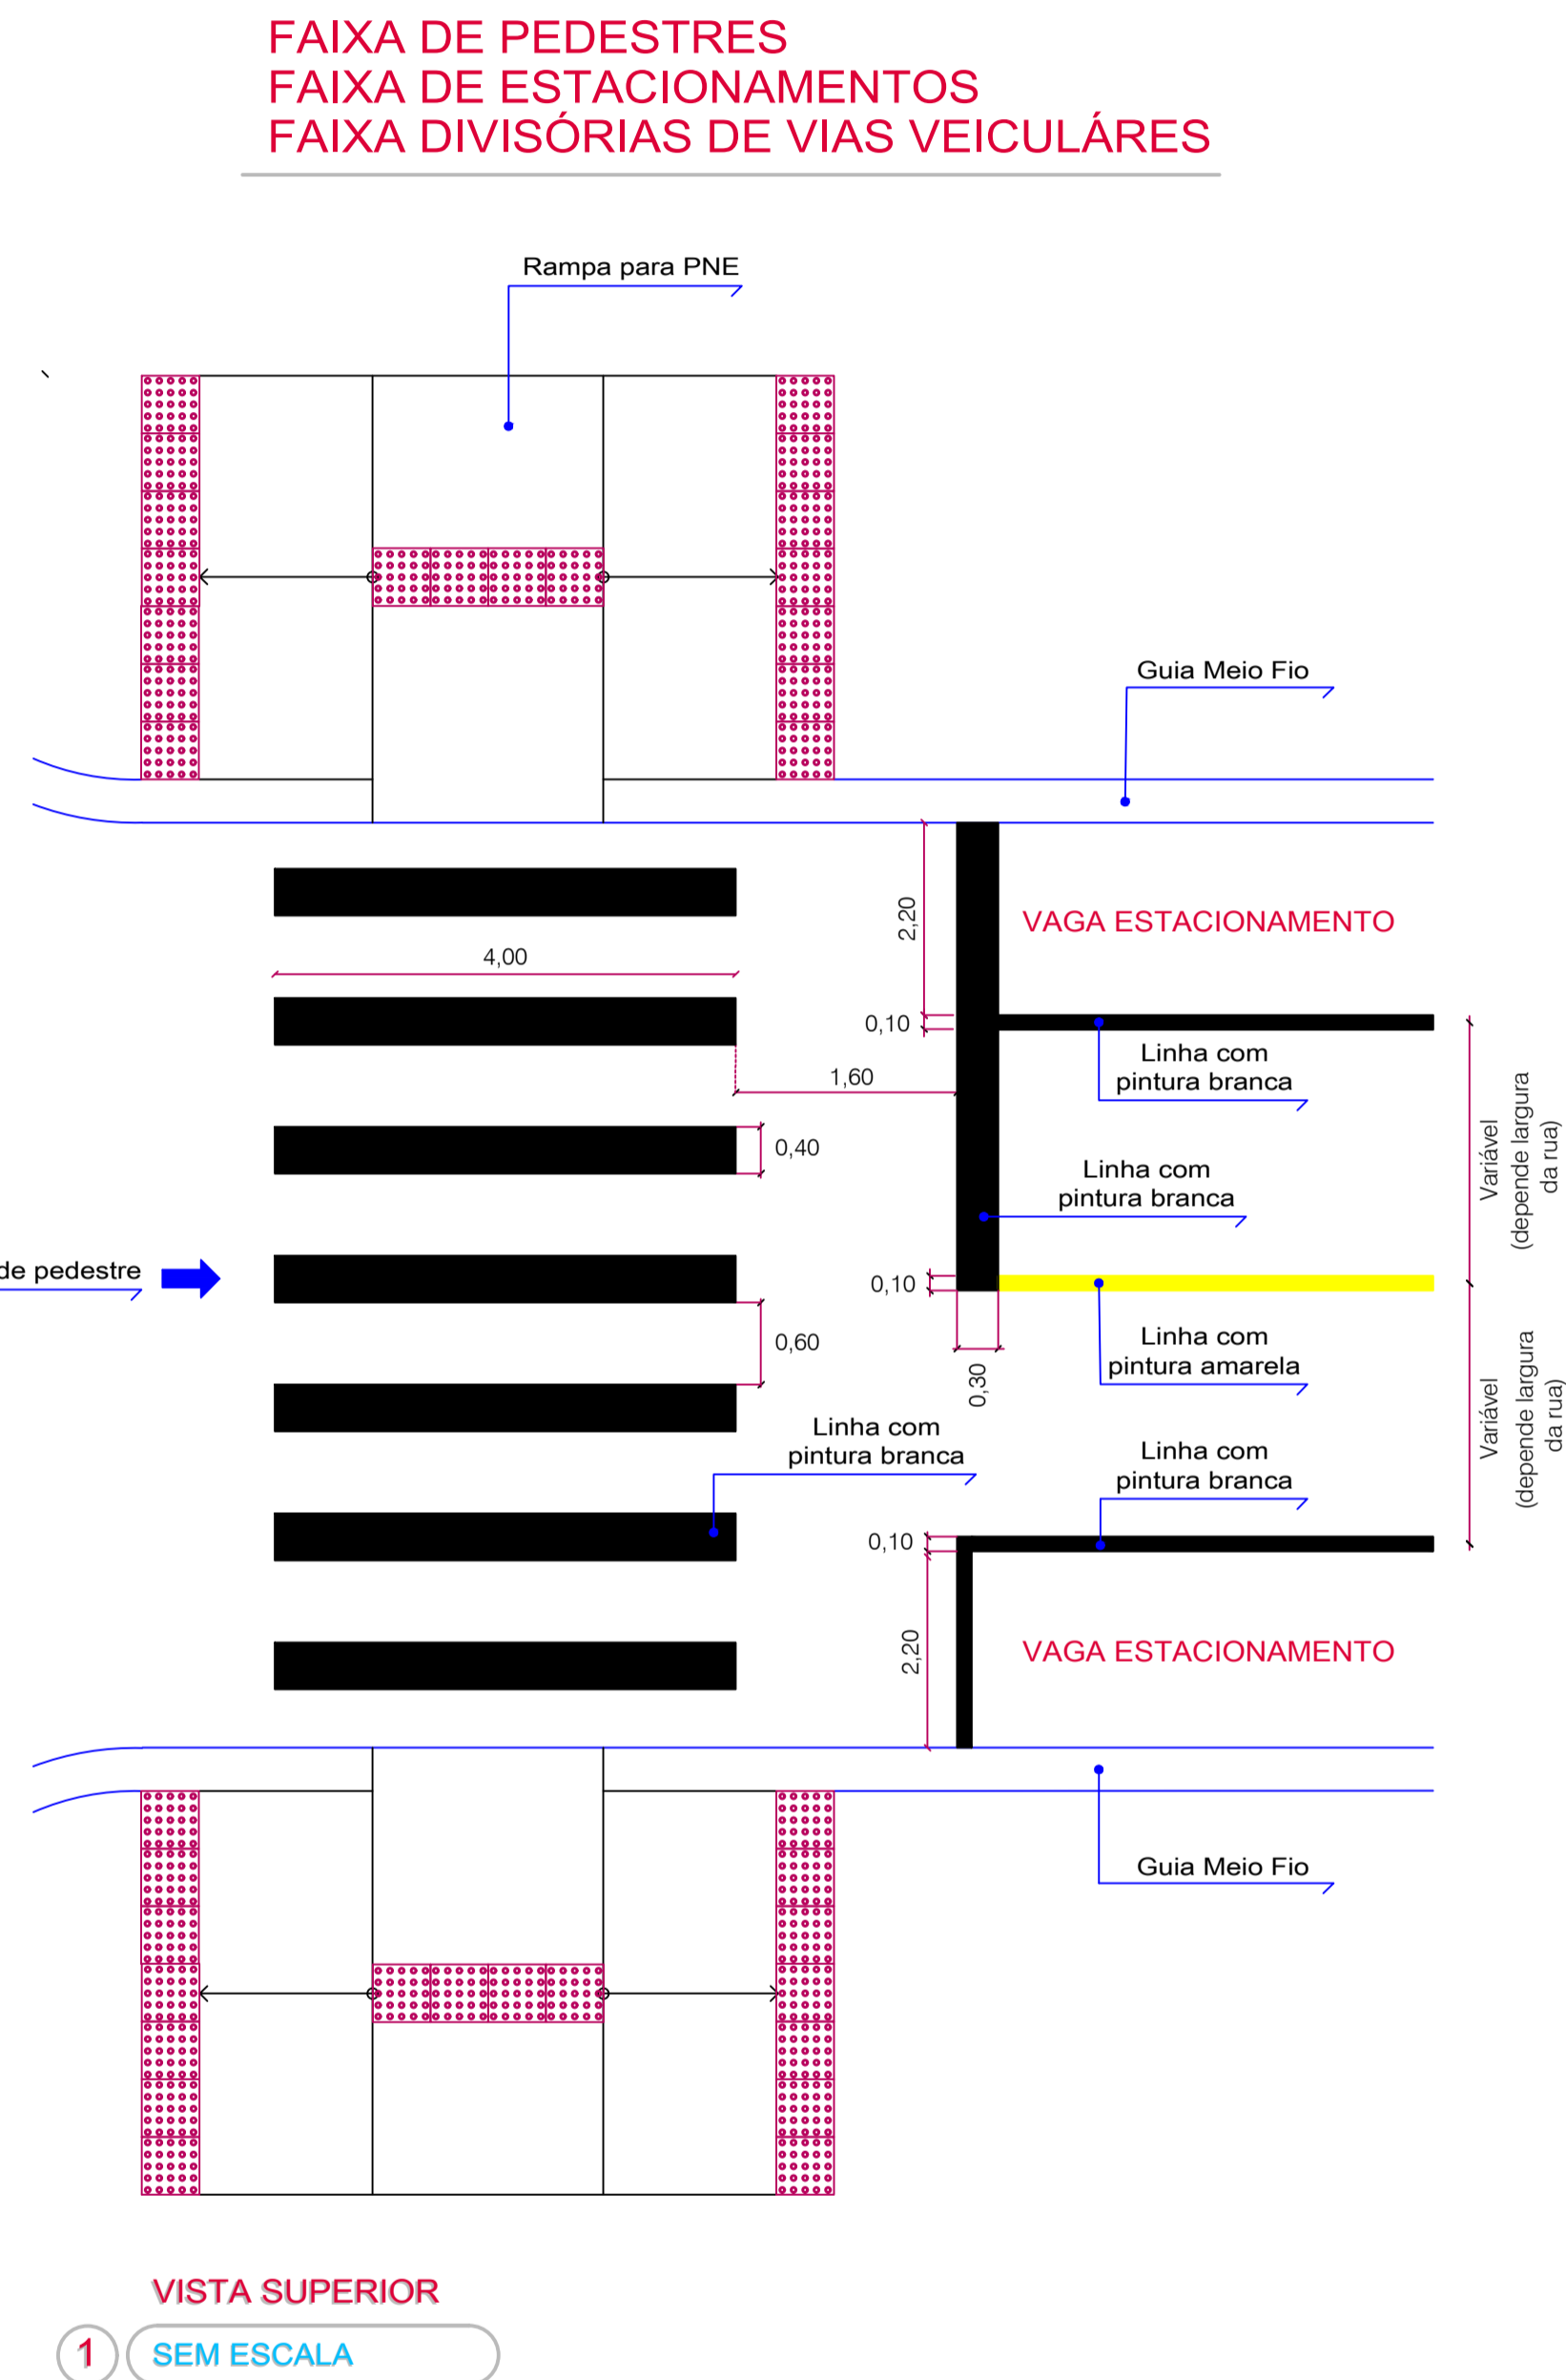 FAIXA DE PEDESTRES
FAIXA DE ESTACIONAMENTOS
FAIXA DIVISÓRIAS DE VIAS VEICULÁRES
Rampa para PNE
Guia Meio Fio
2,20
VAGA ESTACIONAMENTO
4,00
0,10
Linha com
pintura branca
1,60
Variável
(depende largura
da rua)
0,40
Linha com
pintura branca
de pedestre
0,10
0,60
Linha com
pintura amarela
0,30
Variável
(depende largura
da rua)
Linha com
pintura branca
Linha com
pintura branca
0,10
2,20
VAGA ESTACIONAMENTO
Guia Meio Fio
VISTA SUPERIOR
1
SEM ESCALA